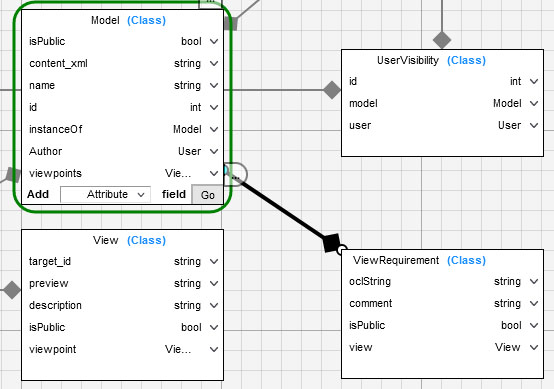 ...
Model (Class)
isPublic bool
content_xml string
name string
id int
instanceOf Model
Author User
viewpoints Vie...
Add Attribute field Go
...
UserVisibility (Class)
id int
model Model
user User
View (Class)
target_id string
preview string
description string
isPublic bool
viewpoint Vie...
ViewRequirement (Class)
oclString string
comment string
isPublic bool
view View